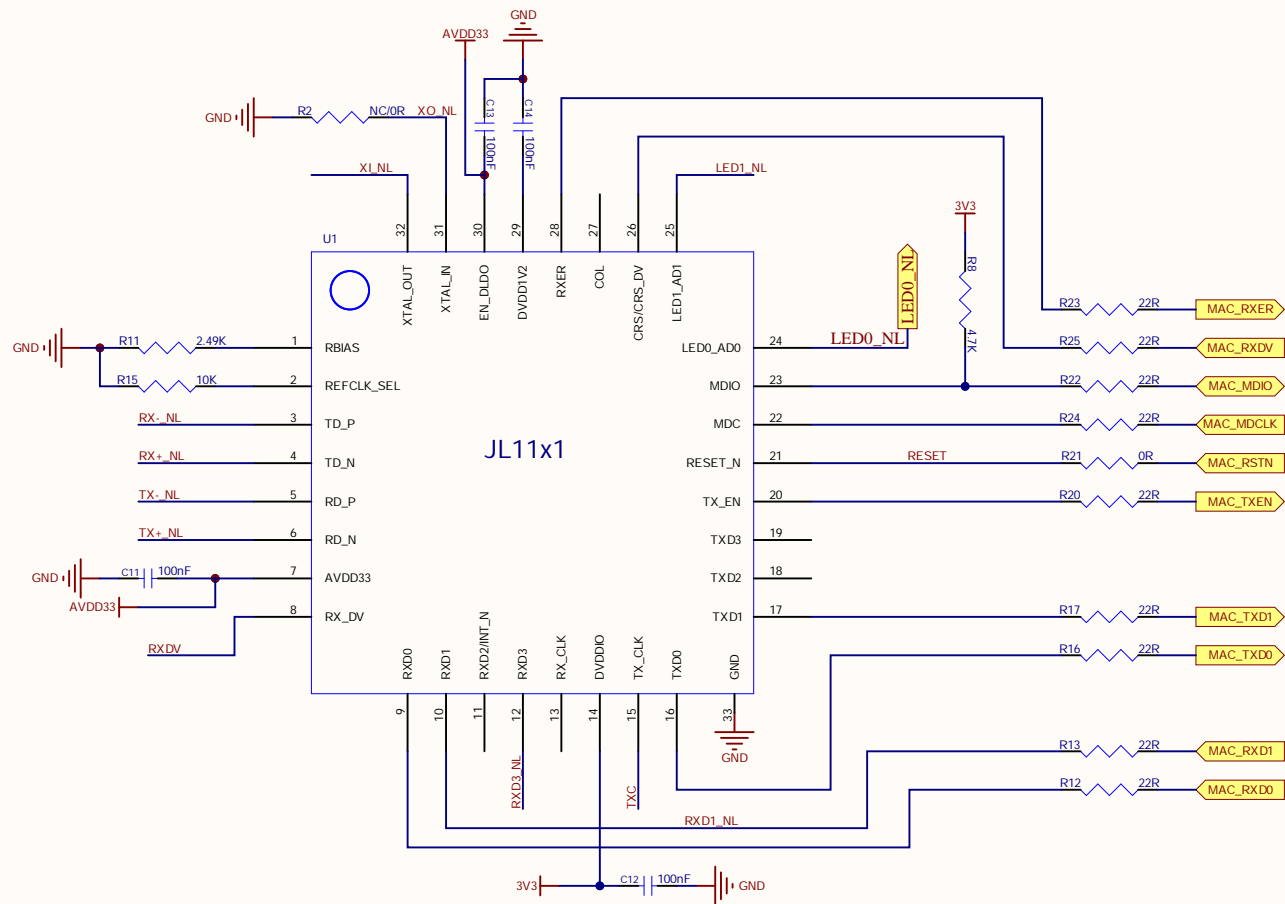 GND
AVDD33
GND
R2
NC/0R
XO_NL
C13
100nF
C14
100nF
XI_NL
LED1_NL
3V3
R8
4.7K
32
31
30
29
28
27
26
25
U1
XTAL_OUT
XTAL_IN
EN_DLDO
DVDD1V2
RXER
COL
CRS/CRS_DV
LED1_AD1
LED0_NL
R23
22R
MAC_RXER
GND
R11
2.49K
1
RBIAS
LED0_AD0
24
LED0_NL
R25
22R
MAC_RXDV
R15
10K
2
REFCLK_SEL
MDIO
23
R22
22R
MAC_MDIO
RX-_NL
3
TD_P
MDC
22
R24
22R
MAC_MDCLK
JL11x1
RX+_NL
4
TD_N
RESET_N
21
RESET
R21
0R
MAC_RSTN
TX-_NL
5
RD_P
TX_EN
20
R20
22R
MAC_TXEN
TX+_NL
6
RD_N
TXD3
19
GND
C11
100nF
7
AVDD33
TXD2
18
AVDD33
8
RX_DV
TXD1
17
R17
22R
MAC_TXD1
RXDV
R16
22R
MAC_TXD0
RXD0
RXD1
RXD2/INT_N
RXD3
RX_CLK
DVDDIO
TX_CLK
TXD0
GND
9
10
11
12
13
14
15
16
33
GND
R13
22R
MAC_RXD1
RXD3_NL
TXC
R12
22R
MAC_RXD0
RXD1_NL
3V3
C12
100nF
GND